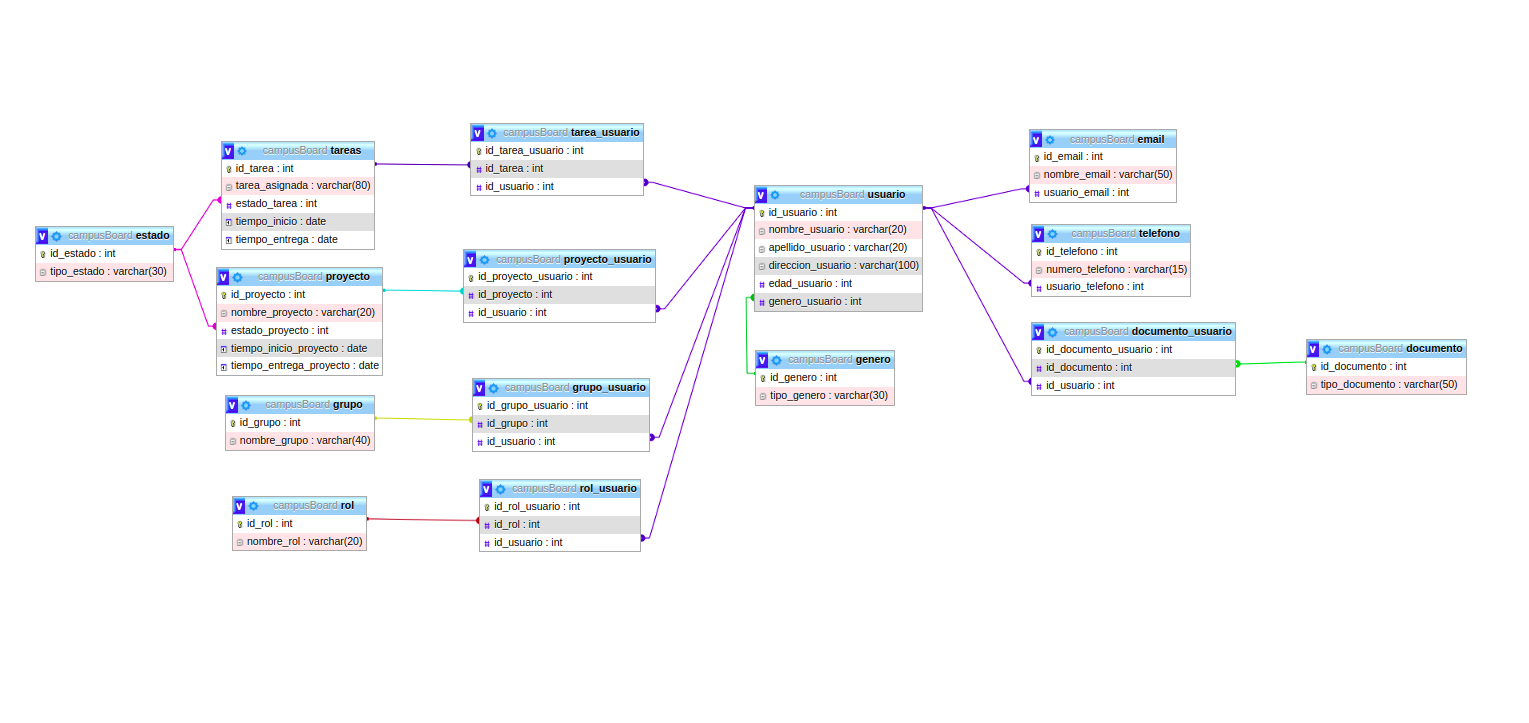 campusBoard estado
id_estado : int
tipo_estado : varchar(30)
campusBoard tareas
id_tarea : int
tarea_asignada : varchar(80)
estado_tarea : int
tiempo_inicio : date
tiempo_entrega : date
campusBoard proyecto
id_proyecto : int
nombre_proyecto : varchar(20)
estado_proyecto : int
tiempo_inicio_proyecto : date
tiempo_entrega_proyecto : date
campusBoard grupo
id_grupo : int
nombre_grupo : varchar(40)
campusBoard rol
id_rol : int
nombre_rol : varchar(20)
campusBoard tarea_usuario
id_tarea_usuario : int
id_tarea : int
id_usuario : int
campusBoard proyecto_usuario
id_proyecto_usuario : int
id_proyecto : int
id_usuario : int
campusBoard grupo_usuario
id_grupo_usuario : int
id_grupo : int
id_usuario : int
campusBoard rol_usuario
id_rol_usuario : int
id_rol : int
id_usuario : int
campusBoard usuario
id_usuario : int
nombre_usuario : varchar(20)
apellido_usuario : varchar(20)
direccion_usuario : varchar(100)
edad_usuario : int
genero_usuario : int
campusBoard genero
id_genero : int
tipo_genero : varchar(30)
campusBoard email
id_email : int
nombre_email : varchar(50)
usuario_email : int
campusBoard telefono
id_telefono : int
numero_telefono : varchar(15)
usuario_telefono : int
campusBoard documento_usuario
id_documento_usuario : int
id_documento : int
id_usuario : int
campusBoard documento
id_documento : int
tipo_documento : varchar(50)